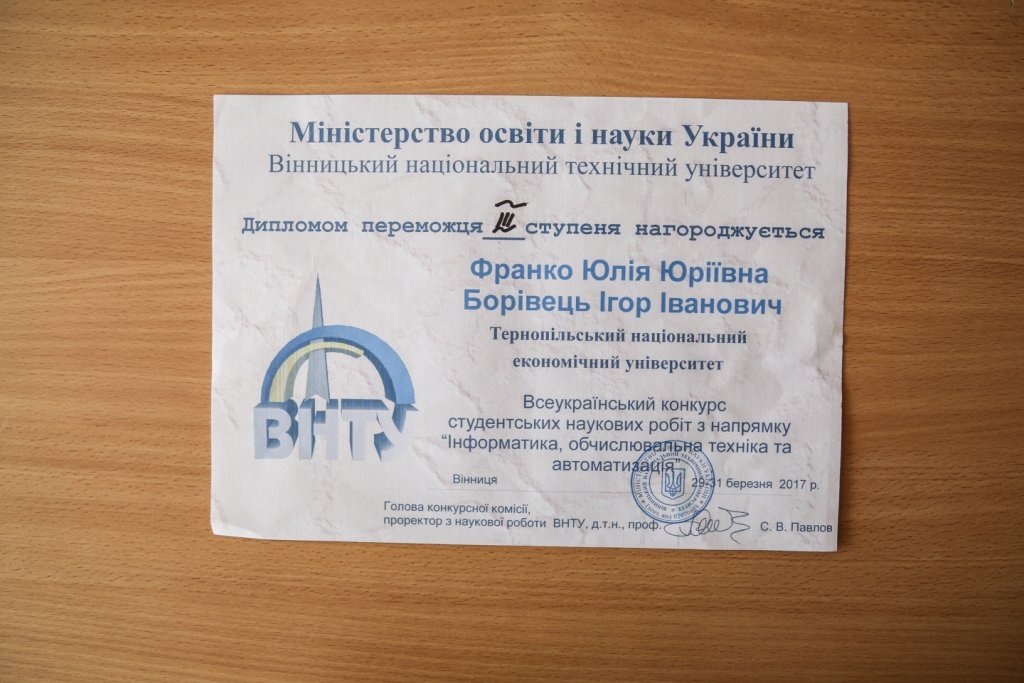 Міністерство освіти і науки України
Вінницький національний технічний університет
Дипломом переможця III ступеня нагороджується
Франко Юлія Юріївна
Борівець Ігор Іванович
Тернопільський національний
економічний університет
ВНТУ
Всеукраїнський конкурс
студентських наукових робіт з напрямку
“Інформатика, обчислювальна техніка та
автоматизація”
Вінниця 29-31 березня 2017 р.
Голова конкурсної комісії,
проректор з наукової роботи ВНТУ, д.т.н., проф. С. В. Павлов